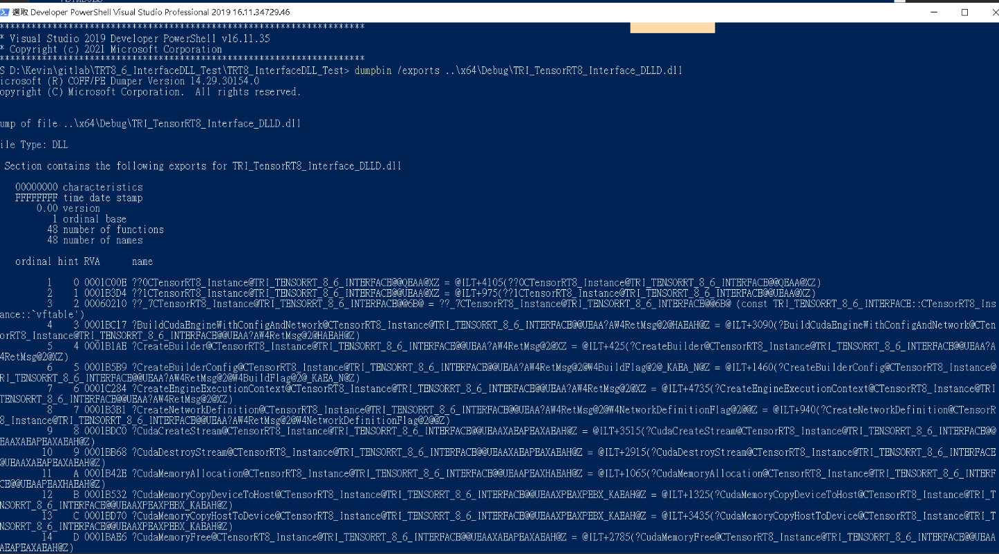 選取 Developer PowerShell Visual Studio Professional 2019 16.11.34729.46
**********************************************************************
* Visual Studio 2019 Developer PowerShell v16.11.35
* Copyright (c) 2021 Microsoft Corporation
**********************************************************************
S D:\Kevin\gitlab\TRT8_6_InterfaceDLL_Test\TRT8_InterfaceDLL_Test> dumpbin /exports ..\x64\Debug\TRI_TensorRT8_Interface_DLLD.dll
icrosoft (R) COFF/PE Dumper Version 14.29.30154.0
opyright (C) Microsoft Corporation.  All rights reserved.
ump of file ..\x64\Debug\TRI_TensorRT8_Interface_DLLD.dll
ile Type: DLL
Section contains the following exports for TRI_TensorRT8_Interface_DLLD.dll
00000000 characteristics
FFFFFFFF time date stamp
0.00 version
1 ordinal base
48 number of functions
48 number of names
ordinal hint RVA      name
1    0 0001C00E ??0CTensorRT8_Instance@TRI_TENSORRT_8_6_INTERFACE@@QEAA@XZ = @ILT+4105(??0CTensorRT8_Instance@TRI_TENSORRT_8_6_INTERFACE@@QEAA@XZ)
2    1 0001B3D4 ??1CTensorRT8_Instance@TRI_TENSORRT_8_6_INTERFACE@@UEAA@XZ = @ILT+975(??1CTensorRT8_Instance@TRI_TENSORRT_8_6_INTERFACE@@UEAA@XZ)
3    2 00060210 ??_7CTensorRT8_Instance@TRI_TENSORRT_8_6_INTERFACE@@6B@ = ??_7CTensorRT8_Instance@TRI_TENSORRT_8_6_INTERFACE@@6B@ (const TRI_TENSORRT_8_6_INTERFACE::CTensorRT8_Ins
ance::`vftable')
4    3 0001BC17 ?BuildCudaEngineWithConfigAndNetwork@CTensorRT8_Instance@TRI_TENSORRT_8_6_INTERFACE@@UEAA?AW4RetMsg@2@HAEAH@Z = @ILT+3090(?BuildCudaEngineWithConfigAndNetwork@CTen
orRT8_Instance@TRI_TENSORRT_8_6_INTERFACE@@UEAA?AW4RetMsg@2@HAEAH@Z)
5    4 0001B1AE ?CreateBuilder@CTensorRT8_Instance@TRI_TENSORRT_8_6_INTERFACE@@UEAA?AW4RetMsg@2@XZ = @ILT+425(?CreateBuilder@CTensorRT8_Instance@TRI_TENSORRT_8_6_INTERFACE@@UEAA?A
4RetMsg@2@XZ)
6    5 0001B5B9 ?CreateBuilderConfig@CTensorRT8_Instance@TRI_TENSORRT_8_6_INTERFACE@@UEAA?AW4RetMsg@2@W4BuildFlag@2@_KAEA_N@Z = @ILT+1460(?CreateBuilderConfig@CTensorRT8_Instance@
RI_TENSORRT_8_6_INTERFACE@@UEAA?AW4RetMsg@2@W4BuildFlag@2@_KAEA_N@Z)
7    6 0001C284 ?CreateEngineExecutionContext@CTensorRT8_Instance@TRI_TENSORRT_8_6_INTERFACE@@UEAA?AW4RetMsg@2@XZ = @ILT+4735(?CreateEngineExecutionContext@CTensorRT8_Instance@TRI
TENSORRT_8_6_INTERFACE@@UEAA?AW4RetMsg@2@XZ)
8    7 0001B3B1 ?CreateNetworkDefinition@CTensorRT8_Instance@TRI_TENSORRT_8_6_INTERFACE@@UEAA?AW4RetMsg@2@W4NetworkDefinitionFlag@2@@Z = @ILT+940(?CreateNetworkDefinition@CTensorR
8_Instance@TRI_TENSORRT_8_6_INTERFACE@@UEAA?AW4RetMsg@2@W4NetworkDefinitionFlag@2@@Z)
9    8 0001BDC0 ?CudaCreateStream@CTensorRT8_Instance@TRI_TENSORRT_8_6_INTERFACE@@UEAAXAEAPEAXAEAH@Z = @ILT+3515(?CudaCreateStream@CTensorRT8_Instance@TRI_TENSORRT_8_6_INTERFACE@@
EAAXAEAPEAXAEAH@Z)
10    9 0001BB68 ?CudaDestroyStream@CTensorRT8_Instance@TRI_TENSORRT_8_6_INTERFACE@@UEAAXAEAPEAXAEAH@Z = @ILT+2915(?CudaDestroyStream@CTensorRT8_Instance@TRI_TENSORRT_8_6_INTERFACE
@UEAAXAEAPEAXAEAH@Z)
11    A 0001B42E ?CudaMemoryAllocation@CTensorRT8_Instance@TRI_TENSORRT_8_6_INTERFACE@@UEAAPEAXHAEAH@Z = @ILT+1065(?CudaMemoryAllocation@CTensorRT8_Instance@TRI_TENSORRT_8_6_INTERF
CE@@UEAAPEAXHAEAH@Z)
12    B 0001B532 ?CudaMemoryCopyDeviceToHost@CTensorRT8_Instance@TRI_TENSORRT_8_6_INTERFACE@@UEAAXPEAXPEBX_KAEAH@Z = @ILT+1325(?CudaMemoryCopyDeviceToHost@CTensorRT8_Instance@TRI_T
NSORRT_8_6_INTERFACE@@UEAAXPEAXPEBX_KAEAH@Z)
13    C 0001BD70 ?CudaMemoryCopyHostToDevice@CTensorRT8_Instance@TRI_TENSORRT_8_6_INTERFACE@@UEAAXPEAXPEBX_KAEAH@Z = @ILT+3435(?CudaMemoryCopyHostToDevice@CTensorRT8_Instance@TRI_T
NSORRT_8_6_INTERFACE@@UEAAXPEAXPEBX_KAEAH@Z)
14    D 0001BAE6 ?CudaMemoryFree@CTensorRT8_Instance@TRI_TENSORRT_8_6_INTERFACE@@UEAAXAEAPEAXAEAH@Z = @ILT+2785(?CudaMemoryFree@CTensorRT8_Instance@TRI_TENSORRT_8_6_INTERFACE@@UEAA
AEAPEAXAEAH@Z)